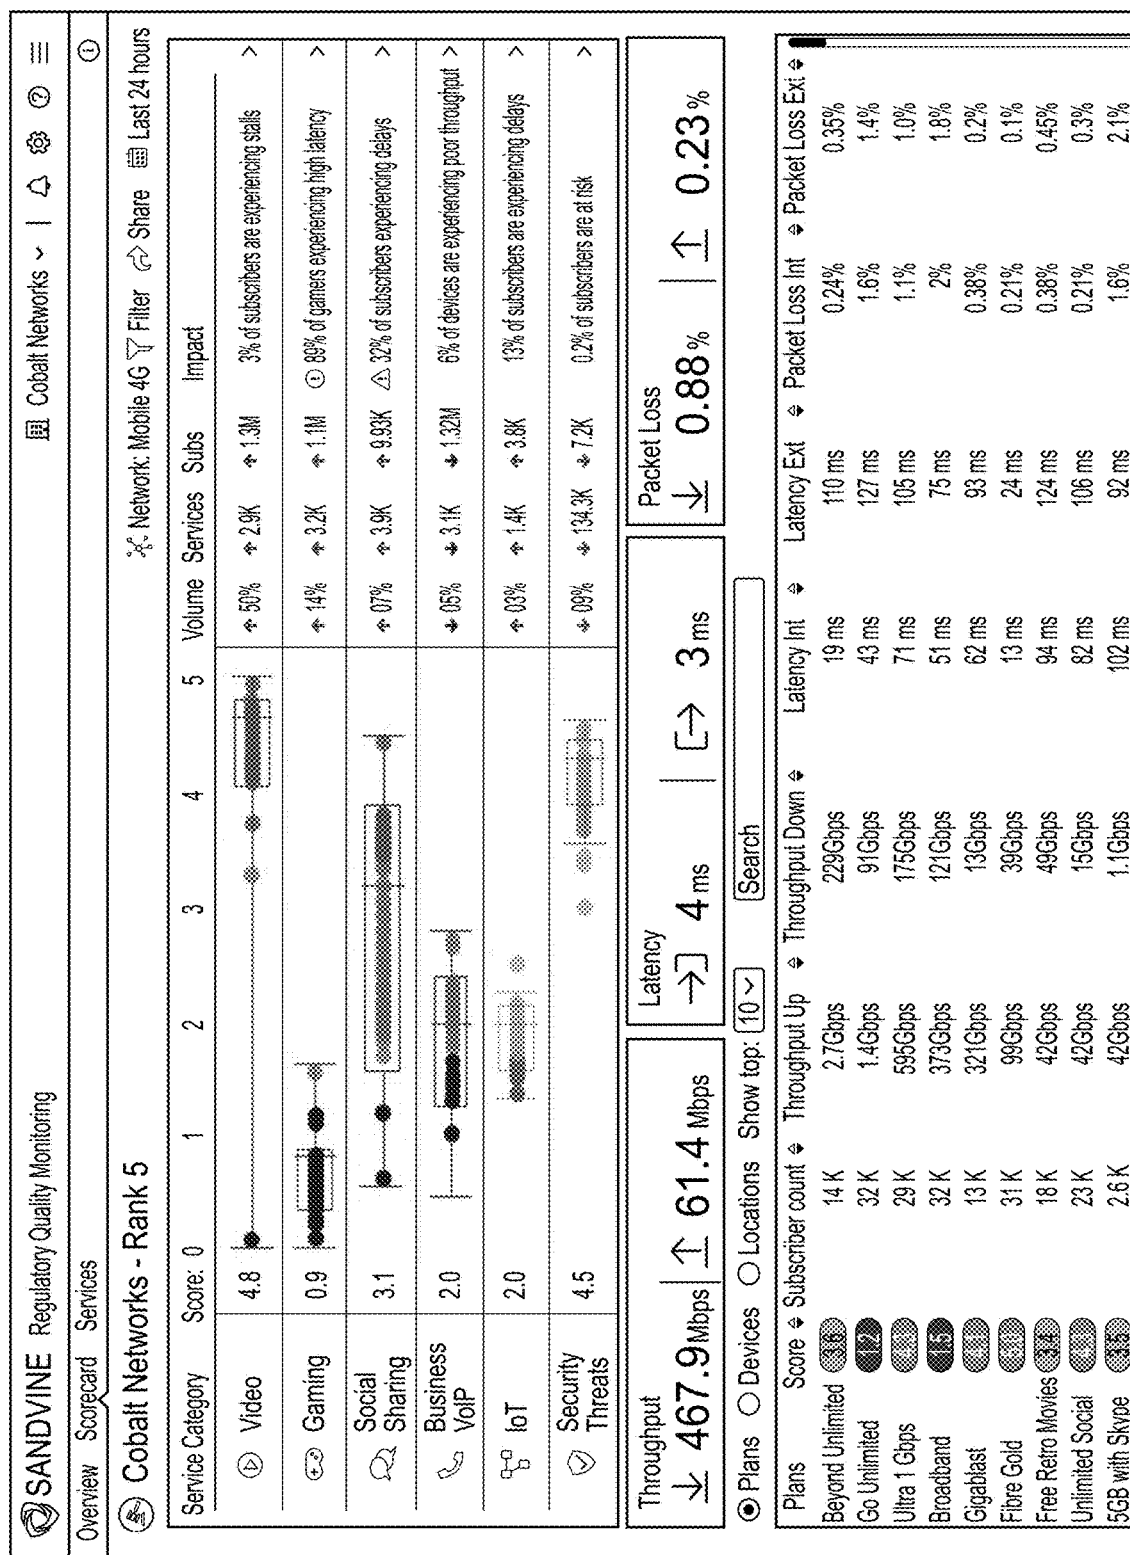 SANDVINE Regulatory Quality Monitoring
Cobalt Networks
Overview Scorecard Services
Cobalt Networks - Rank 5
Network: Mobile 4G Filter Share Last 24 hours
Service Category Score: 0 1 2 3 4 5 Volume Services Subs Impact
Video 4.8 ↑ 50% ↑ 2.9K ↑ 1.3M 3% of subscribers are experiencing stalls >
Gaming 0.9 ↑ 14% ↑ 3.2K ↑ 1.1M 89% of gamers experiencing high latency >
Social
Sharing 3.1 ↑ 07% ↑ 3.9K ↑ 9.93K 32% of subscribers experiencing delays >
Business
VoIP 2.0 ↓ 05% ↓ 3.1K ↓ 1.32M 6% of devices are experiencing poor throughput >
IoT 2.0 ↑ 03% ↑ 1.4K ↑ 3.8K 13% of subscribers are experiencing delays >
Security
Threats 4.5 ↓ 09% ↓ 134.3K ↓ 7.2K 0.2% of subscribers are at risk >
Throughput
↓ 467.9 Mbps | ↑ 61.4 Mbps
Latency
4 ms | 3 ms
Packet Loss
↓ 0.88 % | ↑ 0.23 %
Plans Devices Locations Show top: 10 Search
Plans Score Subscriber count Throughput Up Throughput Down Latency Int Latency Ext Packet Loss Int Packet Loss Ext
Beyond Unlimited 3.6 14 K 2.7Gbps 229Gbps 19 ms 110 ms 0.24% 0.35%
Go Unlimited 1.2 32 K 1.4Gbps 91Gbps 43 ms 127 ms 1.6% 1.4%
Ultra 1 Gbps 29 K 595Gbps 175Gbps 71 ms 105 ms 1.1% 1.0%
Broadband 1.5 32 K 373Gbps 121Gbps 51 ms 75 ms 2% 1.8%
Gigablast 13 K 321Gbps 13Gbps 62 ms 93 ms 0.38% 0.2%
Fibre Gold 31 K 99Gbps 39Gbps 13 ms 24 ms 0.21% 0.1%
Free Retro Movies 3.4 18 K 42Gbps 49Gbps 94 ms 124 ms 0.38% 0.45%
Unlimited Social 23 K 42Gbps 15Gbps 82 ms 106 ms 0.21% 0.3%
5GB with Skype 3.5 2.6 K 42Gbps 1.1Gbps 102 ms 92 ms 1.6% 2.1%